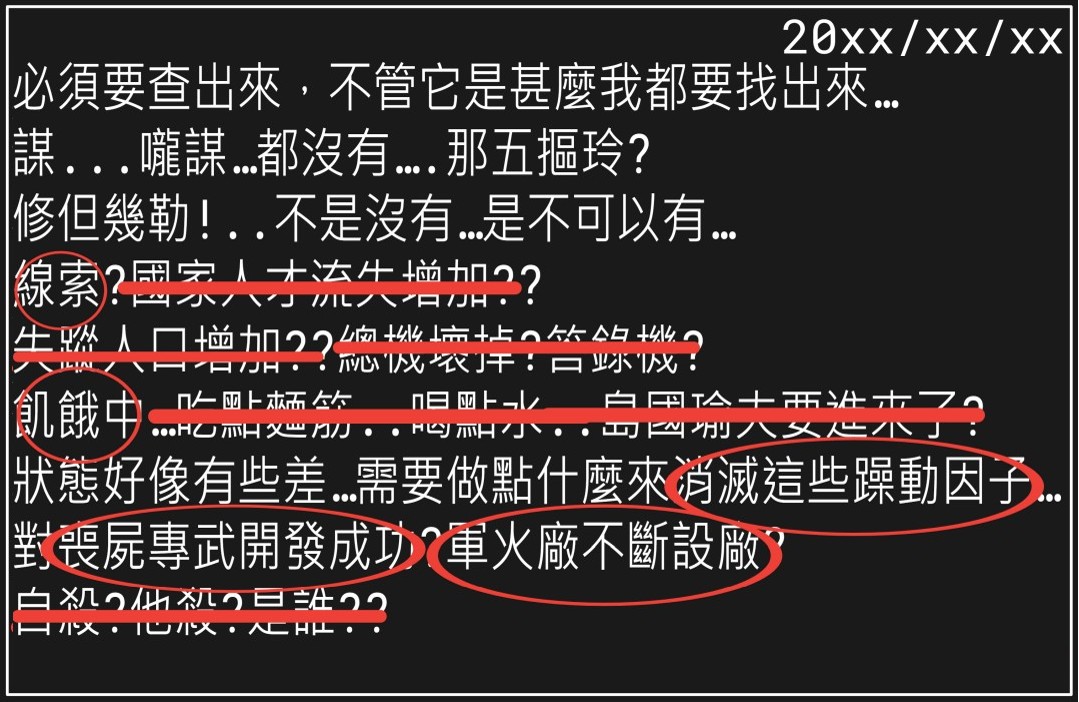 20xx/xx/xx
必須要查出來，不管它是甚麼我都要找出來…
謀...嚨謀…都沒有….那五摳玲?
修但幾勒!..不是沒有…是不可以有…
線索?國家人才流失增加??
失蹤人口增加??總機壞掉?答錄機?
飢餓中…吃點麵筋..喝點水..島國瑜夫要進來了?
狀態好像有些差…需要做點什麼來消滅這些躁動因子…
對喪屍專武開發成功?軍火廠不斷設廠?
自殺?他殺?是誰??